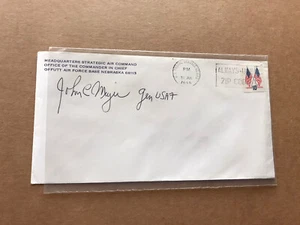 HEADQUARTERS STRATEGIC AIR COMMAND
OFFICE OF THE COMMANDER IN CHIEF
OFFUTT AIR FORCE BASE NEBRASKA 68113
PM
John C Meyer Gen USAF